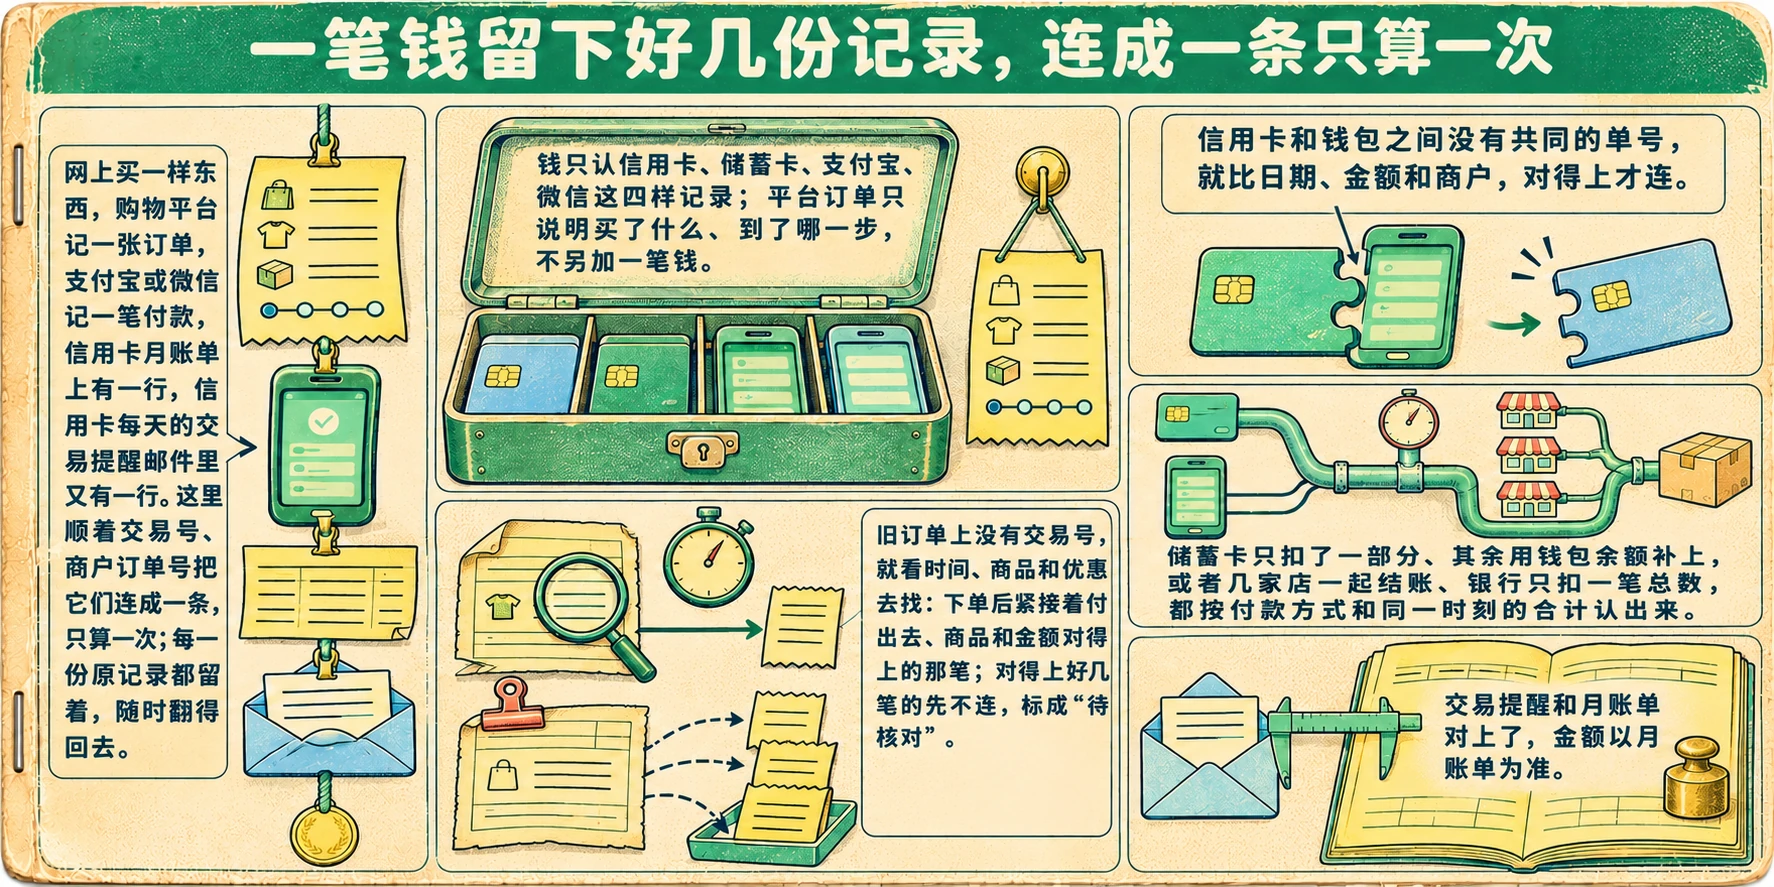 一笔钱留下好几份记录，连成一条只算一次
网上买一样东
西，购物平台
记一张订单，
支付宝或微信
记一笔付款，
信用卡月账单
上有一行，信
用卡每天的交
易提醒邮件里
又有一行。这里
顺着交易号、
商户订单号把
它们连成一条，
只算一次；每一
份原记录都留
着，随时翻得
回去。
钱只认信用卡、储蓄卡、支付宝、
微信这四样记录；平台订单只
说明买了什么、到了哪一步，
不另加一笔钱。
旧订单上没有交易号，
就看时间、商品和优惠
去找：下单后紧接着付
出去、商品和金额对得
上的那笔；对得上好几
笔的先不连，标成“待
核对”。
信用卡和钱包之间没有共同的单号，
就比日期、金额和商户，对得上才连。
储蓄卡只扣了一部分、其余用钱包余额补上，
或者几家店一起结账、银行只扣一笔总数，
都按付款方式和同一时刻的合计认出来。
交易提醒和月账单
对上了，金额以月
账单为准。